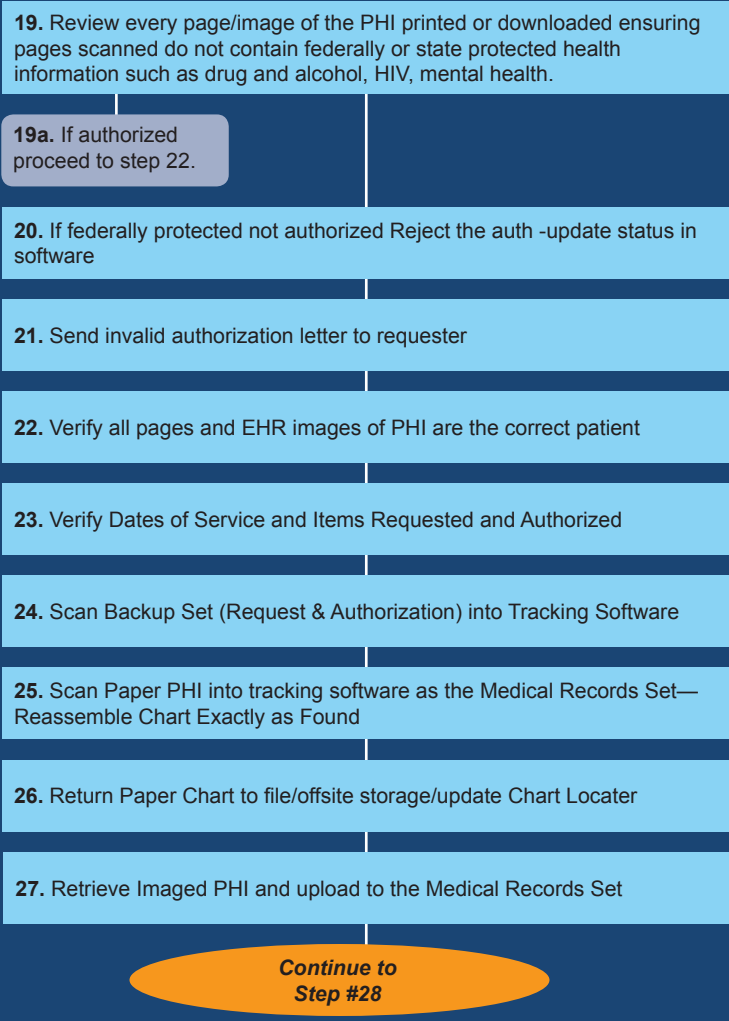 19. Review every page/image of the PHI printed or downloaded ensuring
pages scanned do not contain federally or state protected health
information such as drug and alcohol, HIV, mental health.
19a. If authorized
proceed to step 22.
20. If federally protected not authorized Reject the auth -update status in
software
21. Send invalid authorization letter to requester
22. Verify all pages and EHR images of PHI are the correct patient
23. Verify Dates of Service and Items Requested and Authorized
24. Scan Backup Set (Request & Authorization) into Tracking Software
25. Scan Paper PHI into tracking software as the Medical Records Set—
Reassemble Chart Exactly as Found
26. Return Paper Chart to file/offsite storage/update Chart Locater
27. Retrieve Imaged PHI and upload to the Medical Records Set
Continue to
Step #28